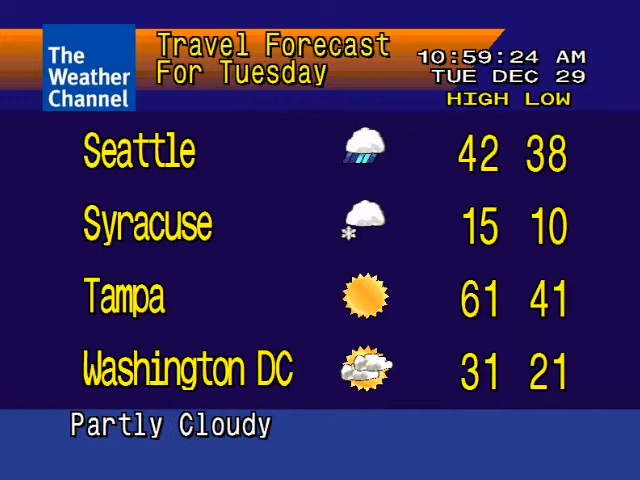 The
Weather
Channel
Travel Forecast
For Tuesday
10:59:24 AM
TUE DEC 29
HIGH LOW
Seattle 42 38
Syracuse 15 10
Tampa 61 41
Washington DC 31 21
Partly Cloudy